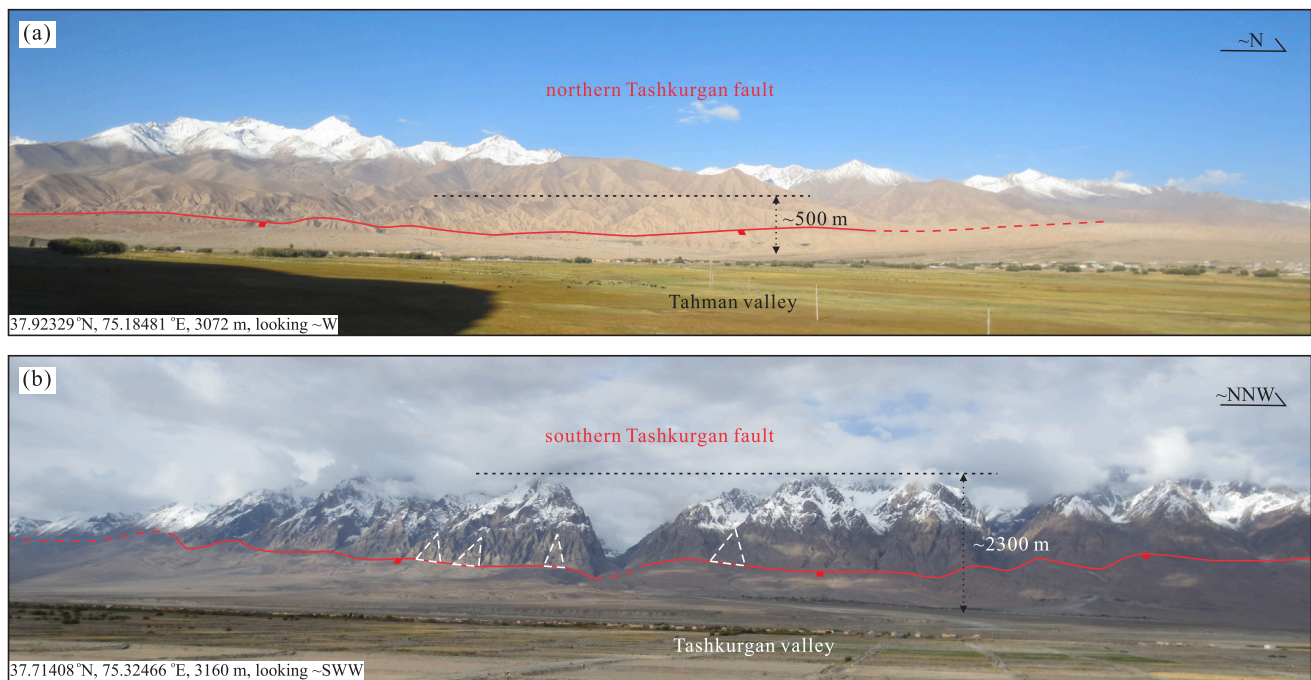 (a)
~N
northern Tashkurgan fault
~500 m
Tahman valley
37.92329°N, 75.18481°E, 3072 m, looking ~W
(b)
~NNW
southern Tashkurgan fault
~2300 m
Tashkurgan valley
37.71408°N, 75.32466°E, 3160 m, looking ~SWW